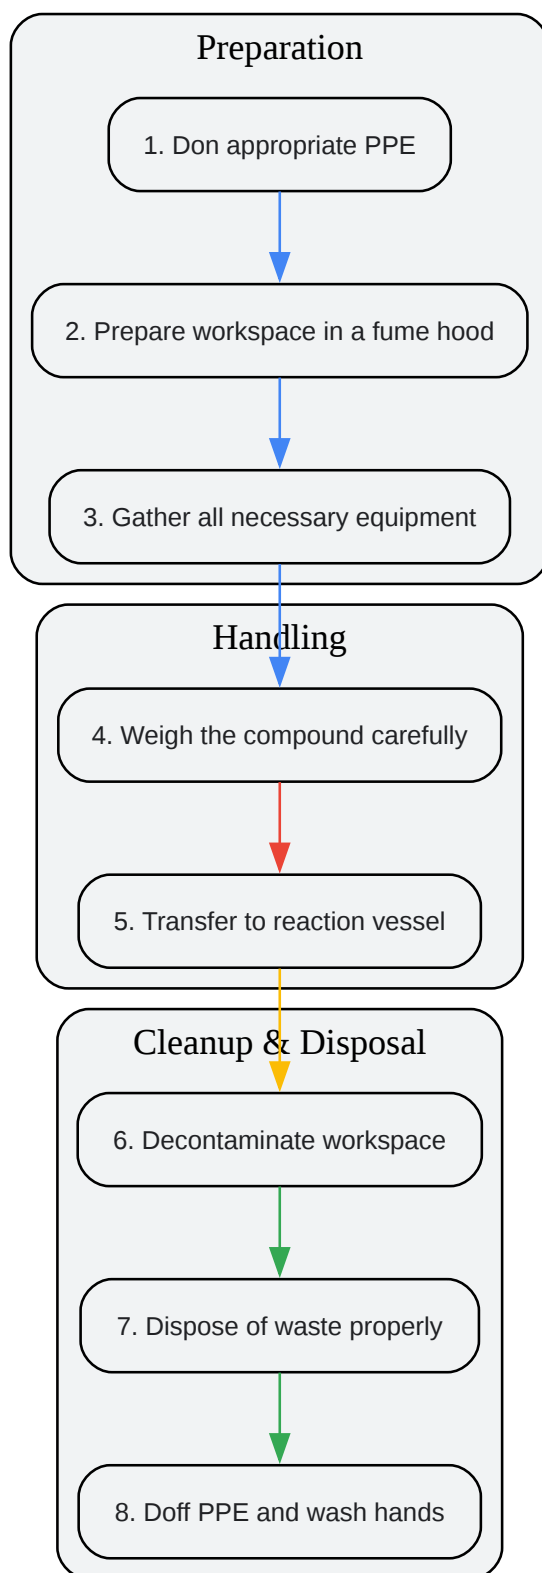 Preparation
1. Don appropriate PPE
2. Prepare workspace in a fume hood
3. Gather all necessary equipment
Handling
4. Weigh the compound carefully
5. Transfer to reaction vessel
Cleanup & Disposal
6. Decontaminate workspace
7. Dispose of waste properly
8. Doff PPE and wash hands